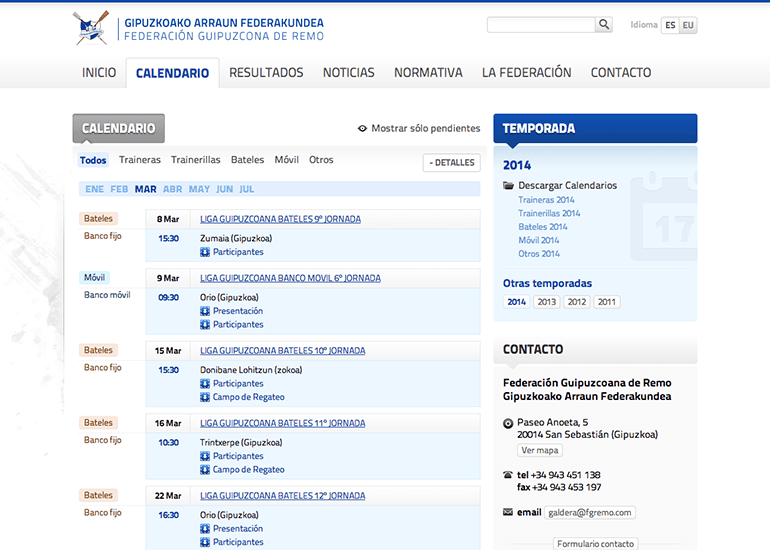 GIPUZKOAKO ARRAUN FEDERAKUNDEA
FEDERACIÓN GUIPUZCOANA DE REMO
Idioma ES EU
INICIO CALENDARIO RESULTADOS NOTICIAS NORMATIVA LA FEDERACIÓN CONTACTO
CALENDARIO
Mostrar sólo pendientes
Todos Traineras Trainerillas Bateles Móvil Otros
- DETALLES
ENE FEB MAR ABR MAY JUN JUL
Bateles 8 Mar LIGA GUIPUZCOANA BATELES 9º JORNADA
Banco fijo 15:30 Zumaia (Gipuzkoa)
Participantes
Móvil 9 Mar LIGA GUIPUZCOANA BANCO MOVIL 6º JORNADA
Banco móvil 09:30 Orio (Gipuzkoa)
Presentación
Participantes
Bateles 15 Mar LIGA GUIPUZCOANA BATELES 10º JORNADA
Banco fijo 15:30 Donibane Lohitzun (zokoa)
Participantes
Campo de Regateo
Bateles 16 Mar LIGA GUIPUZCOANA BATELES 11º JORNADA
Banco fijo 10:30 Trintxerpe (Gipuzkoa)
Participantes
Campo de Regateo
Bateles 22 Mar LIGA GUIPUZCOANA BATELES 12º JORNADA
Banco fijo 16:30 Orio (Gipuzkoa)
Presentación
Participantes
TEMPORADA
2014
17
Descargar Calendarios
Traineras 2014
Trainerillas 2014
Bateles 2014
Móvil 2014
Otros 2014
Otras temporadas
2014 2013 2012 2011
CONTACTO
Federación Guipuzcoana de Remo
Gipuzkoako Arraun Federakundea
Paseo Anoeta, 5
20014 San Sebastián (Gipuzkoa)
Ver mapa
tel +34 943 451 138
fax +34 943 453 197
email galdera@fgremo.com
Formulario contacto